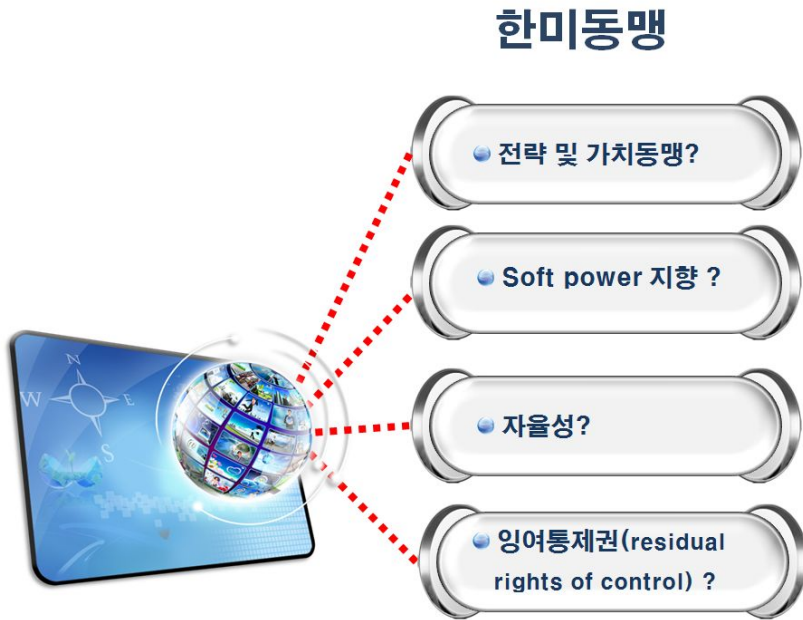 한미동맹
전략 및 가치동맹?
Soft power 지향 ?
자율성?
잉여통제권(residual
rights of control) ?
N
W
E
S